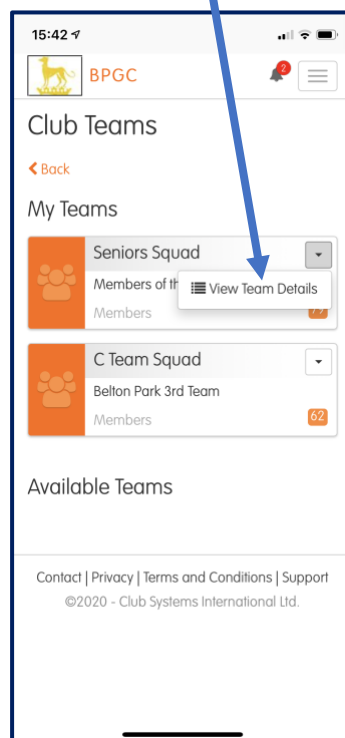 15:42
BPGC
2
Club Teams
Back
My Teams
Seniors Squad
Members of th
View Team Details
Members
C Team Squad
Belton Park 3rd Team
Members 62
Available Teams
Contact | Privacy | Terms and Conditions | Support
©2020 - Club Systems International Ltd.